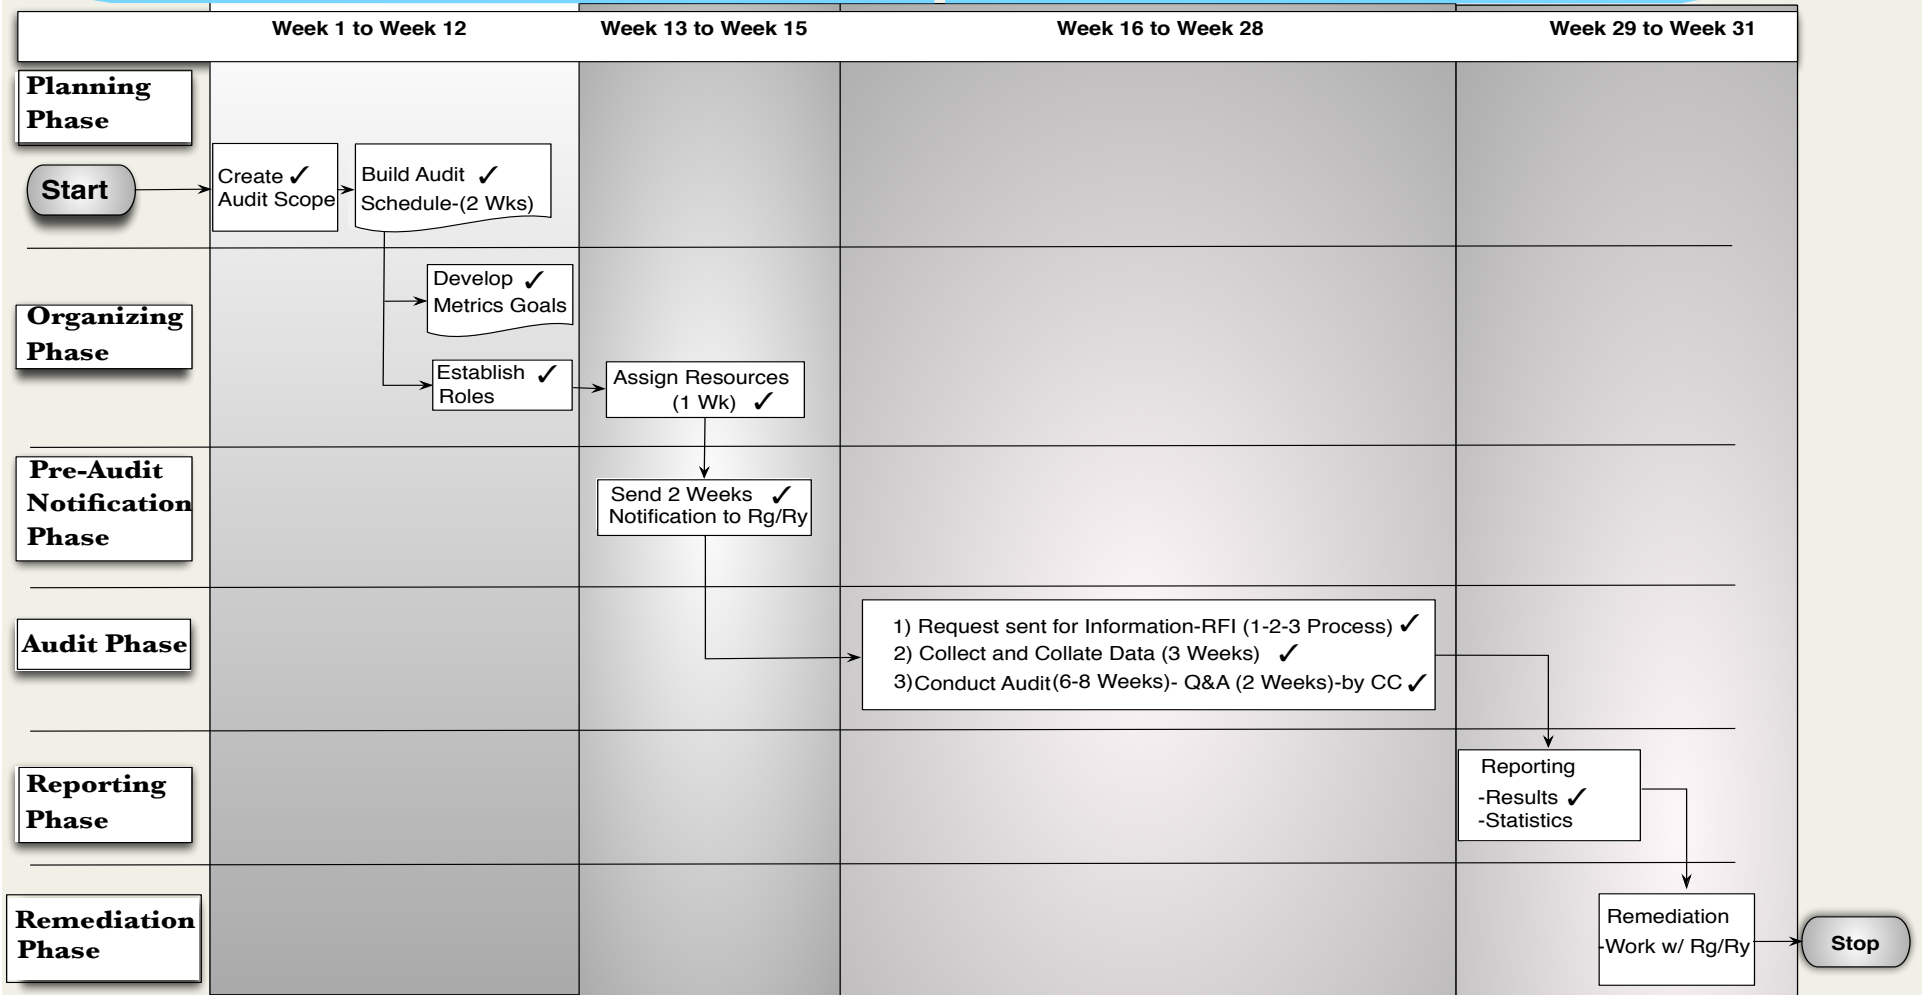 Week 1 to Week 12
Week 13 to Week 15
Week 16 to Week 28
Week 29 to Week 31
Planning
Phase
Start
Create ✓
Audit Scope
Build Audit ✓
Schedule-(2 Wks)
Organizing
Phase
Develop ✓
Metrics Goals
Establish ✓
Roles
Assign Resources
(1 Wk) ✓
Pre-Audit
Notification
Phase
Send 2 Weeks ✓
Notification to Rg/Ry
Audit Phase
1) Request sent for Information-RFI (1-2-3 Process) ✓
2) Collect and Collate Data (3 Weeks) ✓
3)Conduct Audit(6-8 Weeks)- Q&A (2 Weeks)-by CC ✓
Reporting
Phase
Reporting
-Results ✓
-Statistics
Remediation
Phase
Remediation
-Work w/ Rg/Ry
Stop